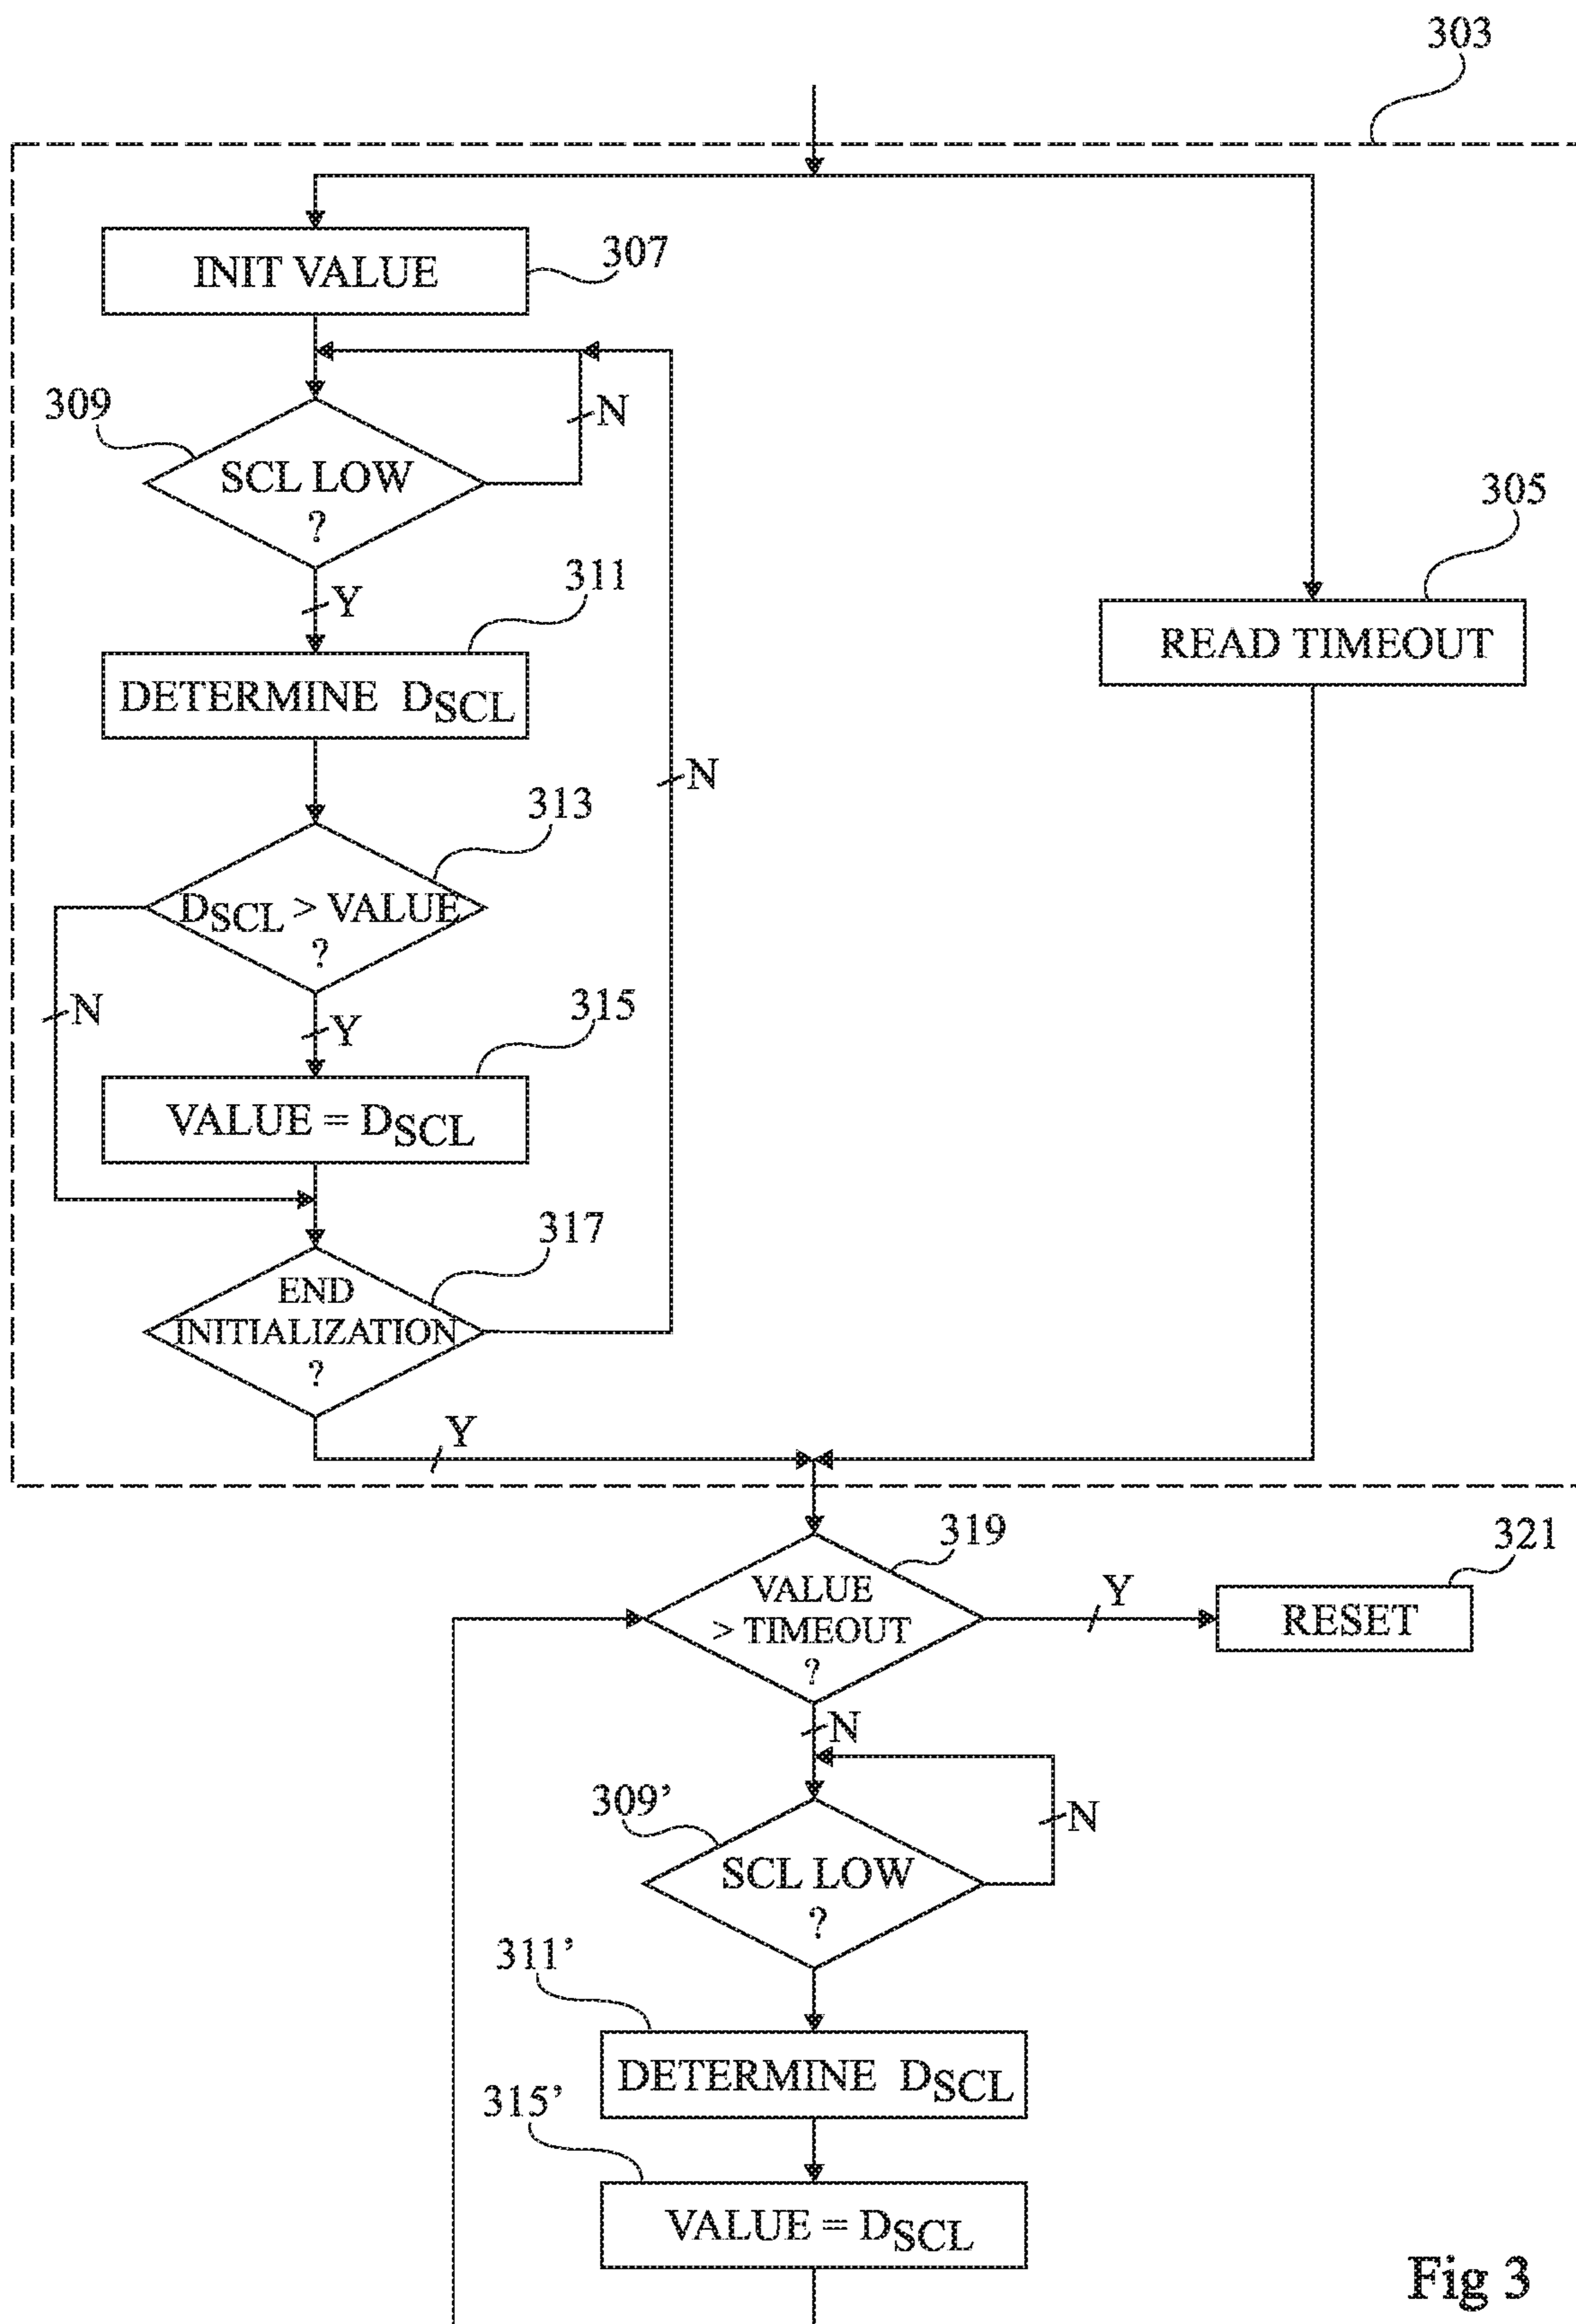 303
INIT VALUE
307
N
309
SCL LOW
?
305
311
Y
READ TIMEOUT
DETERMINE DSCL
N
313
DSCL > VALUE
?
315
N
Y
VALUE = DSCL
317
END
INITIALIZATION
?
Y
319
321
VALUE
> TIMEOUT
?
Y
RESET
N
309’
N
SCL LOW
?
311’
DETERMINE DSCL
315’
VALUE = DSCL
Fig 3